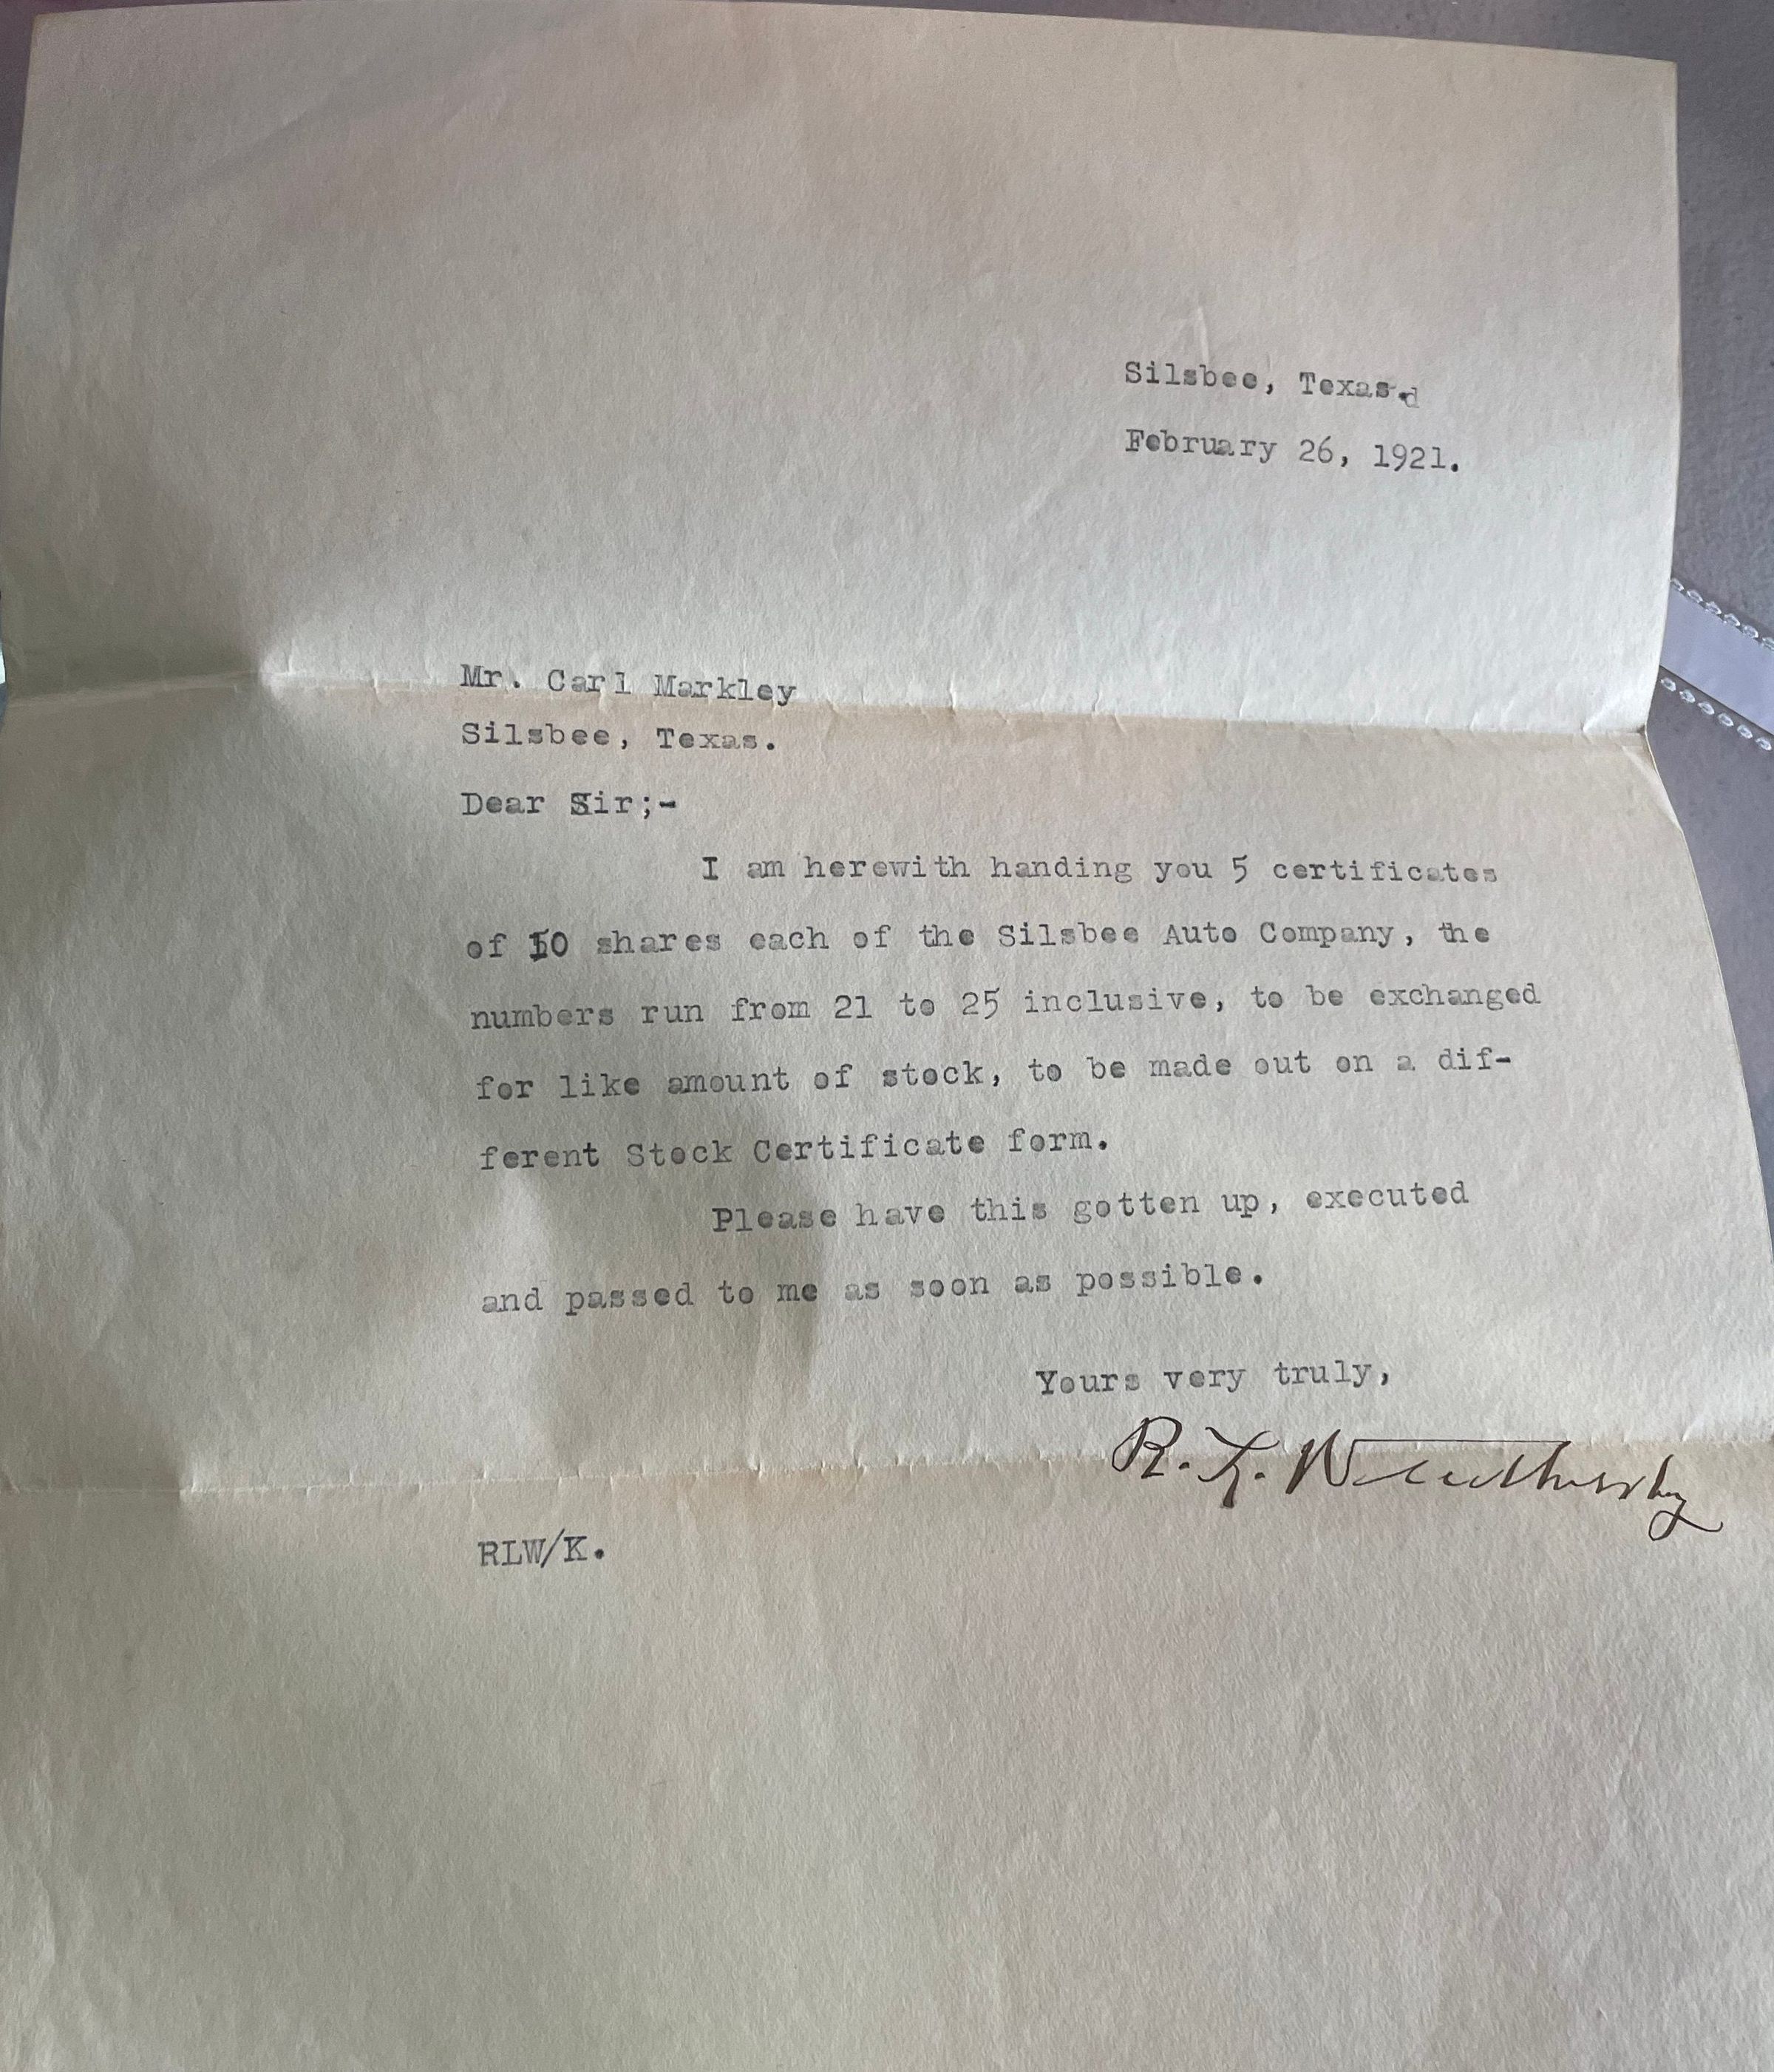 Silsbee, Texas.d
February 26, 1921.
Mr. Carl Markley
Silsbee, Texas.
Dear Sir;-
I am herewith handing you 5 certificates
of 10 shares each of the Silsbee Auto Company, the
numbers run from 21 to 25 inclusive, to be exchanged
for like amount of stock, to be made out on a dif-
ferent Stock Certificate form.
Please have this gotten up, executed
and passed to me as soon as possible.
Yours very truly,
R. L. Weathersby
RLW/K.